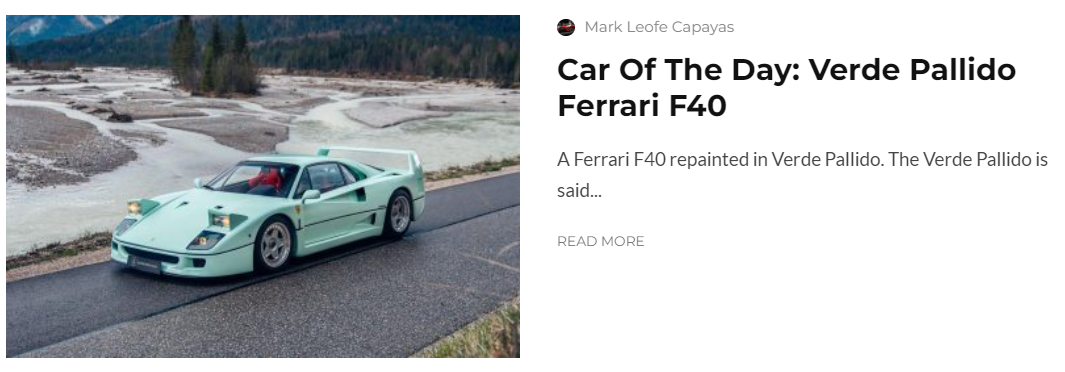 Mark Leofe Capayas
Car Of The Day: Verde Pallido
Ferrari F40
A Ferrari F40 repainted in Verde Pallido. The Verde Pallido is
said...
READ MORE